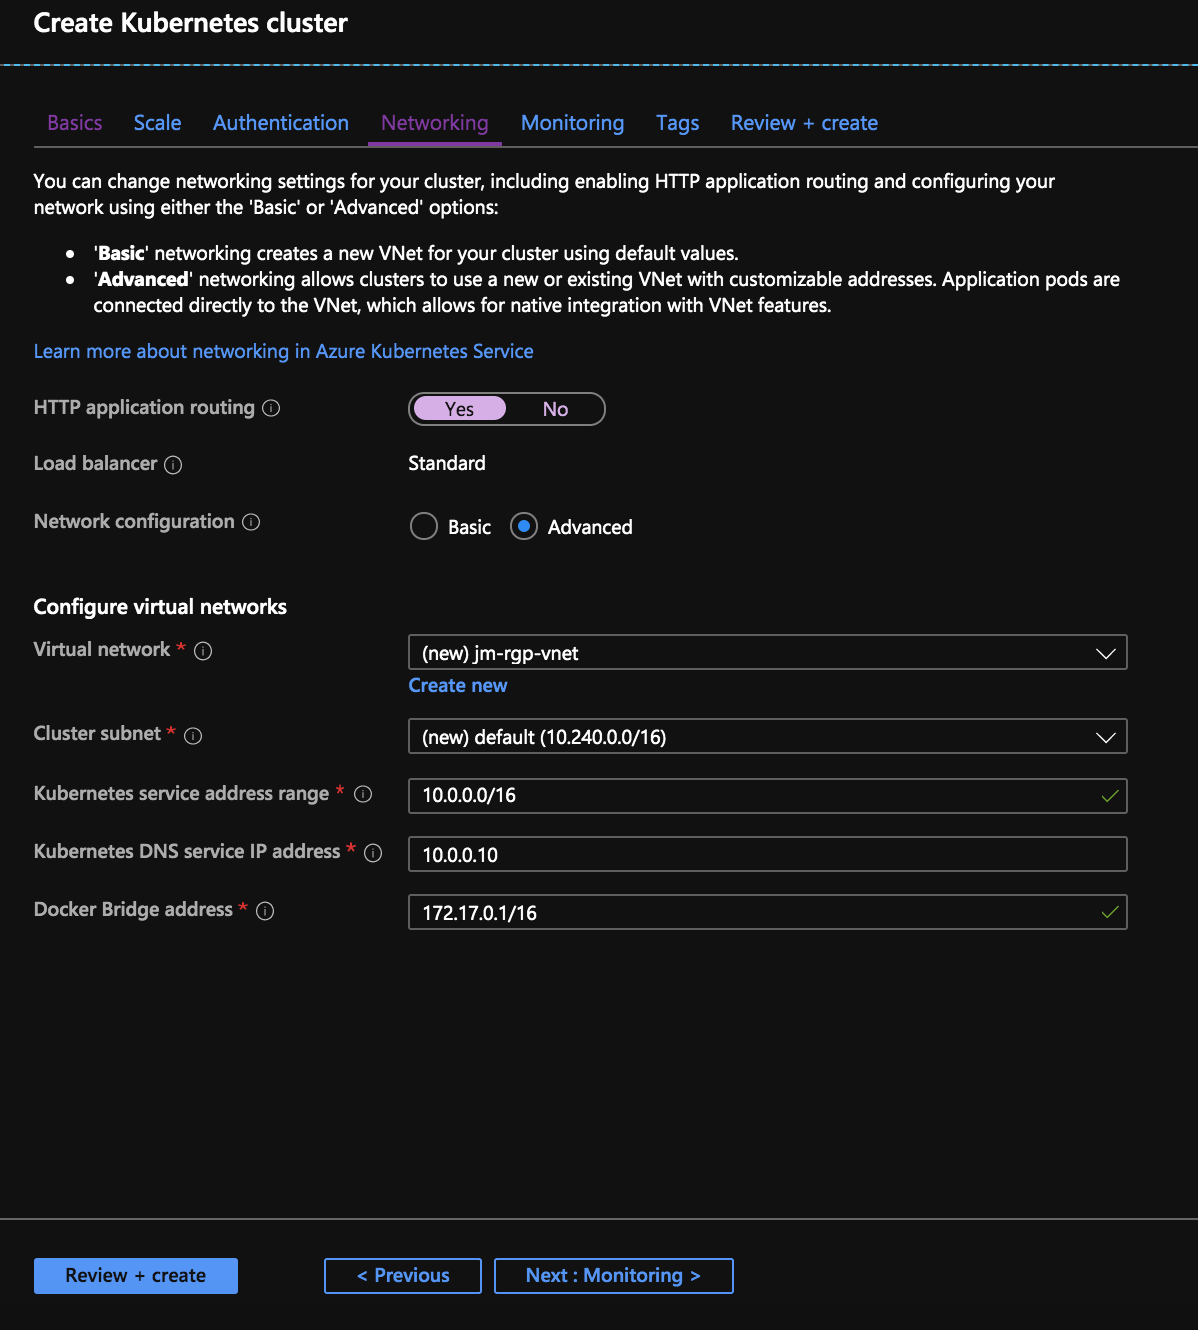 Create Kubernetes cluster
Basics Scale Authentication Networking Monitoring Tags Review + create
You can change networking settings for your cluster, including enabling HTTP application routing and configuring your
network using either the 'Basic' or 'Advanced' options:
• 'Basic' networking creates a new VNet for your cluster using default values.
• 'Advanced' networking allows clusters to use a new or existing VNet with customizable addresses. Application pods are
connected directly to the VNet, which allows for native integration with VNet features.
Learn more about networking in Azure Kubernetes Service
HTTP application routing Yes No
Load balancer Standard
Network configuration Basic Advanced
Configure virtual networks
Virtual network * (new) jm-rgp-vnet
Create new
Cluster subnet * (new) default (10.240.0.0/16)
Kubernetes service address range * 10.0.0.0/16
Kubernetes DNS service IP address * 10.0.0.10
Docker Bridge address * 172.17.0.1/16
Review + create < Previous Next : Monitoring >